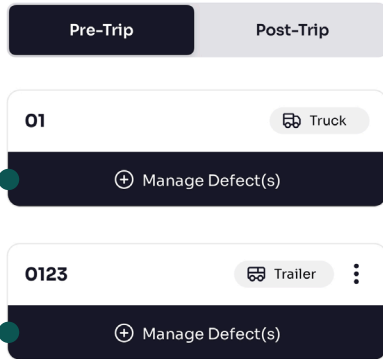 Pre-Trip Post-Trip
01 Truck
Manage Defect(s)
0123 Trailer
Manage Defect(s)